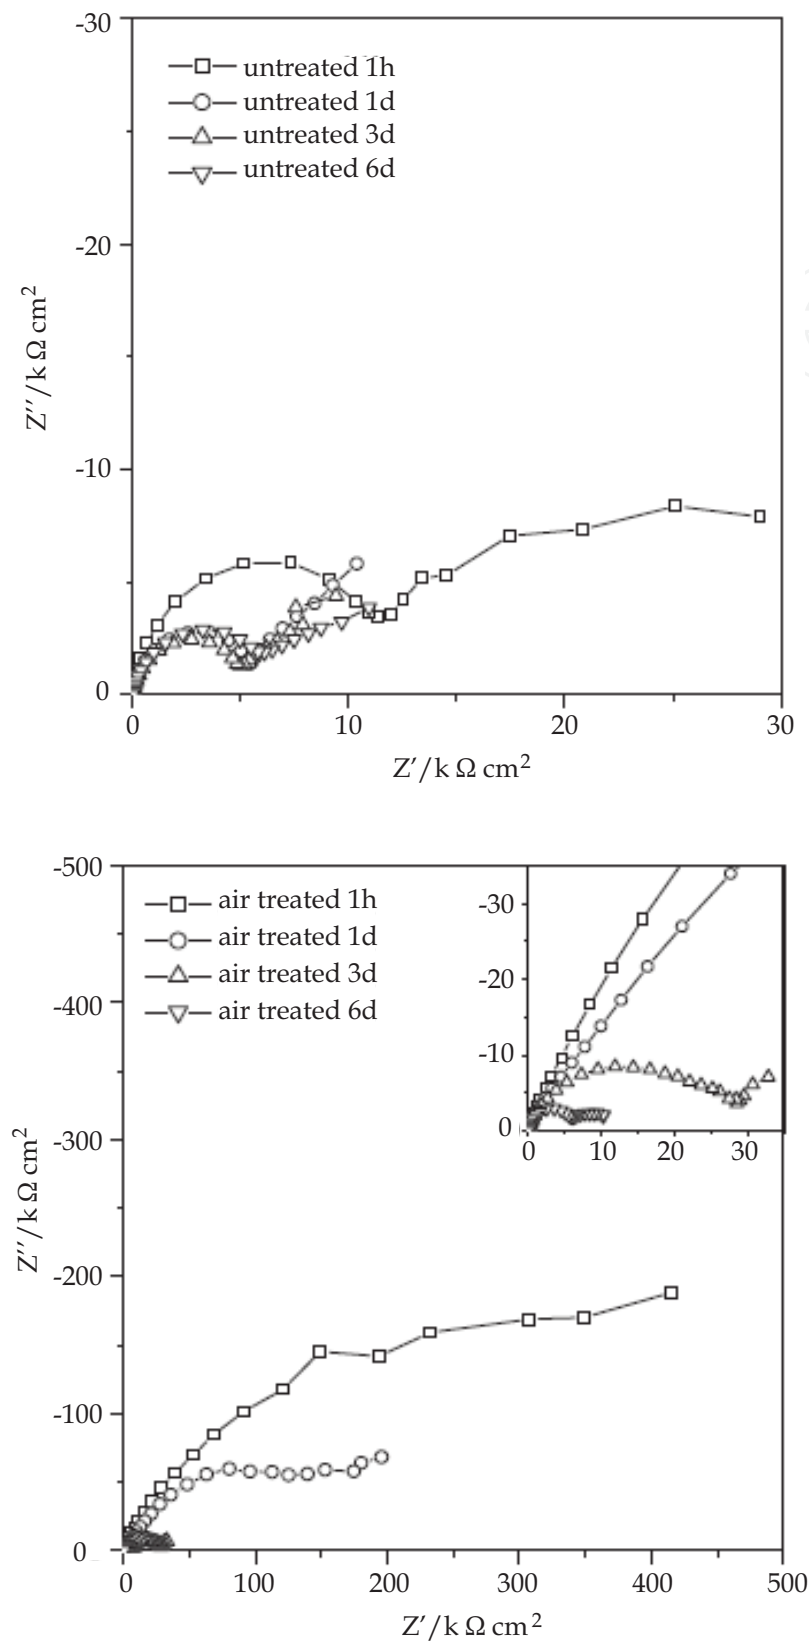 -30
untreated 1h
untreated 1d
untreated 3d
untreated 6d
-20
Z′′/k Ω cm²
-10
0
0 10 20 30
Z′/k Ω cm²
-500
air treated 1h
air treated 1d
air treated 3d
air treated 6d
-30
-20
-10
0
0 10 20 30
-400
-300
Z′′/k Ω cm²
-200
-100
0
0 100 200 300 400 500
Z′/k Ω cm²